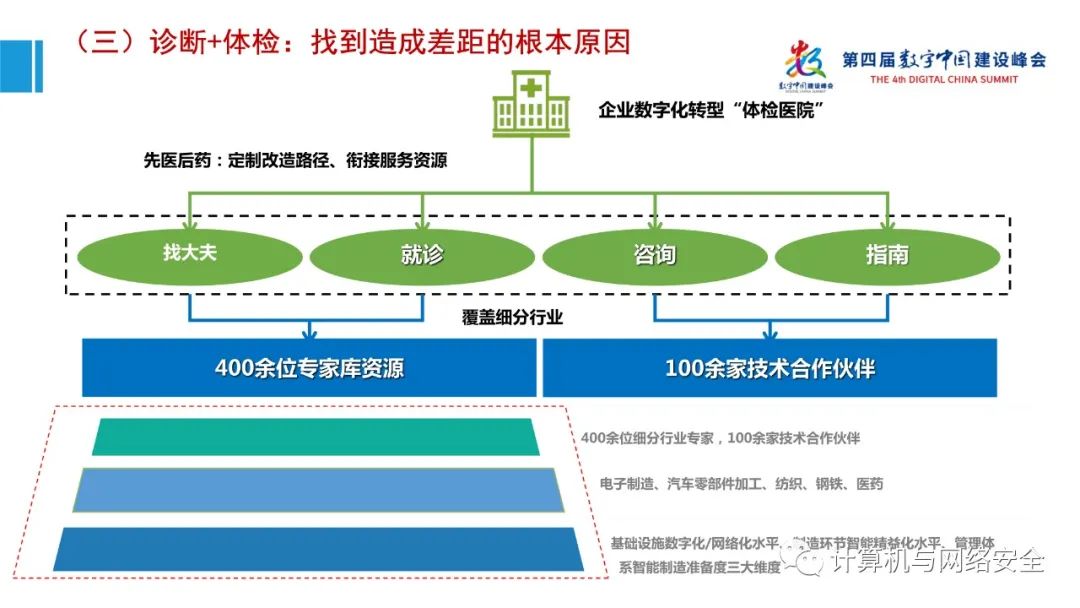 （三）诊断+体检：找到造成差距的根本原因
数字中国建设峰会
DIGITAL CHINA SUMMIT
第四届数字中国建设峰会
THE 4th DIGITAL CHINA SUMMIT
企业数字化转型“体检医院”
先医后药：定制改造路径、衔接服务资源
找大夫
就诊
咨询
指南
覆盖细分行业
400余位专家库资源
100余家技术合作伙伴
400余位细分行业专家，100余家技术合作伙伴
电子制造、汽车零部件加工、纺织、钢铁、医药
基础设施数字化/网络化水平、制造环节智能精益化水平、管理体
系智能制造准备度三大维度
计算机与网络安全